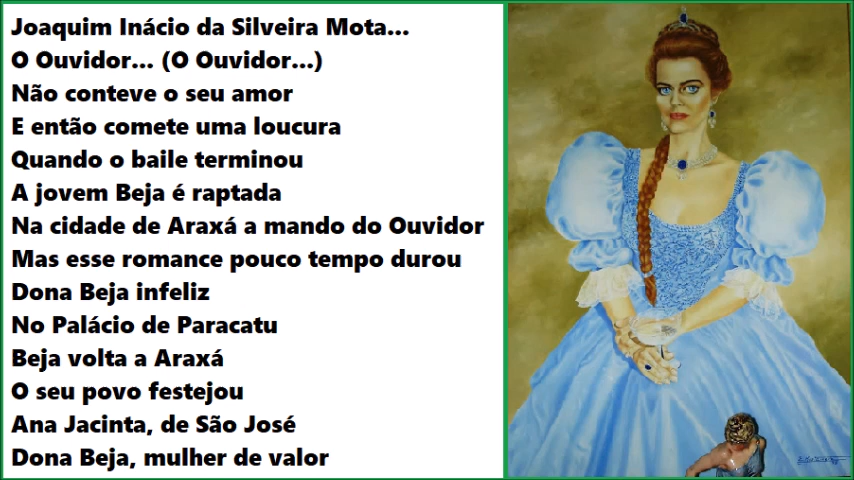 Joaquim Inácio da Silveira Mota...
O Ouvidor... (O Ouvidor...)
Não conteve o seu amor
E então comete uma loucura
Quando o baile terminou
A jovem Beja é raptada
Na cidade de Araxá a mando do Ouvidor
Mas esse romance pouco tempo durou
Dona Beja infeliz
No Palácio de Paracatu
Beja volta a Araxá
O seu povo festejou
Ana Jacinta, de São José
Dona Beja, mulher de valor